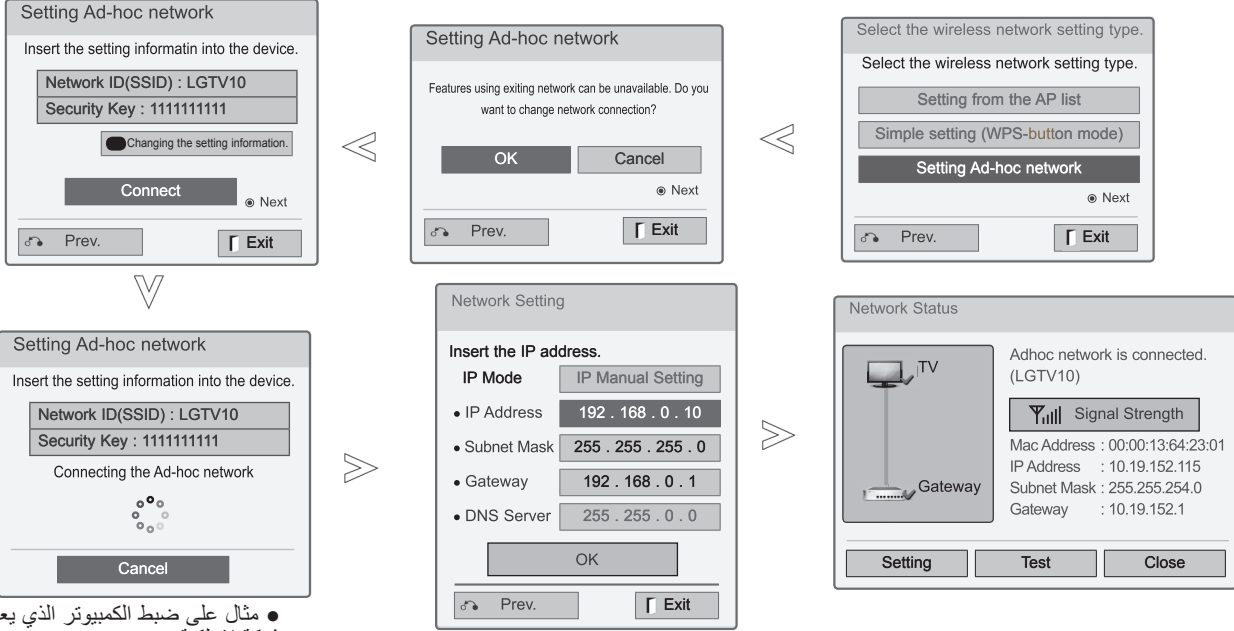 Select the wireless network setting type.
Select the wireless network setting type.
Setting from the AP list
Simple setting (WPS-button mode)
Setting Ad-hoc network
Next
Prev.
Exit
Setting Ad-hoc network
Features using exiting network can be unavailable. Do you
want to change network connection?
OK
Cancel
Next
Prev.
Exit
Setting Ad-hoc network
Insert the setting informatin into the device.
Network ID(SSID) : LGTV10
Security Key : 1111111111
Changing the setting information.
Connect
Next
Prev.
Exit
Setting Ad-hoc network
Insert the setting information into the device.
Network ID(SSID) : LGTV10
Security Key : 1111111111
Connecting the Ad-hoc network
Cancel
Network Setting
Insert the IP address.
IP Mode IP Manual Setting
• IP Address 192 . 168 . 0 . 10
• Subnet Mask 255 . 255 . 255 . 0
• Gateway 192 . 168 . 0 . 1
• DNS Server 255 . 255 . 0 . 0
OK
Prev.
Exit
Network Status
TV
Gateway
Adhoc network is connected.
(LGTV10)
Signal Strength
Mac Address : 00:00:13:64:23:01
IP Address : 10.19.152.115
Subnet Mask : 255.255.254.0
Gateway : 10.19.152.1
Setting
Test
Close
● مثال على ضبط الكمبيوتر الذي